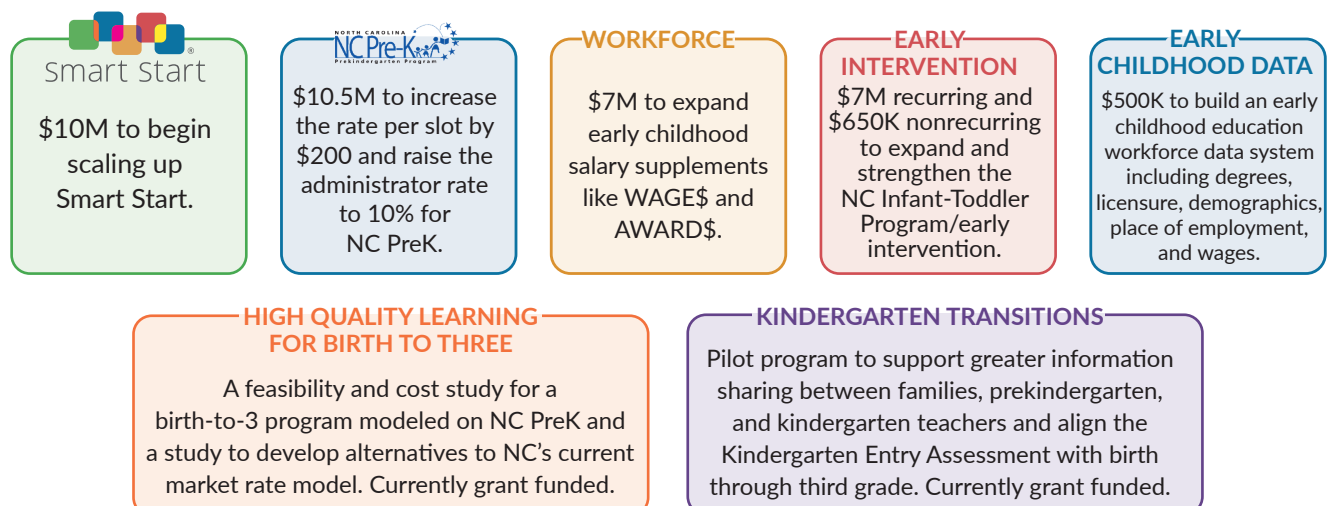 smart start
®
$10M to begin
scaling up
Smart Start.
NORTH CAROLINA
NC Pre-K
Prekindergarten Program
$10.5M to increase
the rate per slot by
$200 and raise the
administrator rate
to 10% for
NC PreK.
WORKFORCE
$7M to expand
early childhood
salary supplements
like WAGE$ and
AWARD$.
EARLY
INTERVENTION
$7M recurring and
$650K nonrecurring
to expand and
strengthen the
NC Infant-Toddler
Program/early
intervention.
EARLY
CHILDHOOD DATA
$500K to build an early
childhood education
workforce data system
including degrees,
licensure, demographics,
place of employment,
and wages.
HIGH QUALITY LEARNING
FOR BIRTH TO THREE
A feasibility and cost study for a
birth-to-3 program modeled on NC PreK and
a study to develop alternatives to NC’s current
market rate model. Currently grant funded.
KINDERGARTEN TRANSITIONS
Pilot program to support greater information
sharing between families, prekindergarten,
and kindergarten teachers and align the
Kindergarten Entry Assessment with birth
through third grade. Currently grant funded.